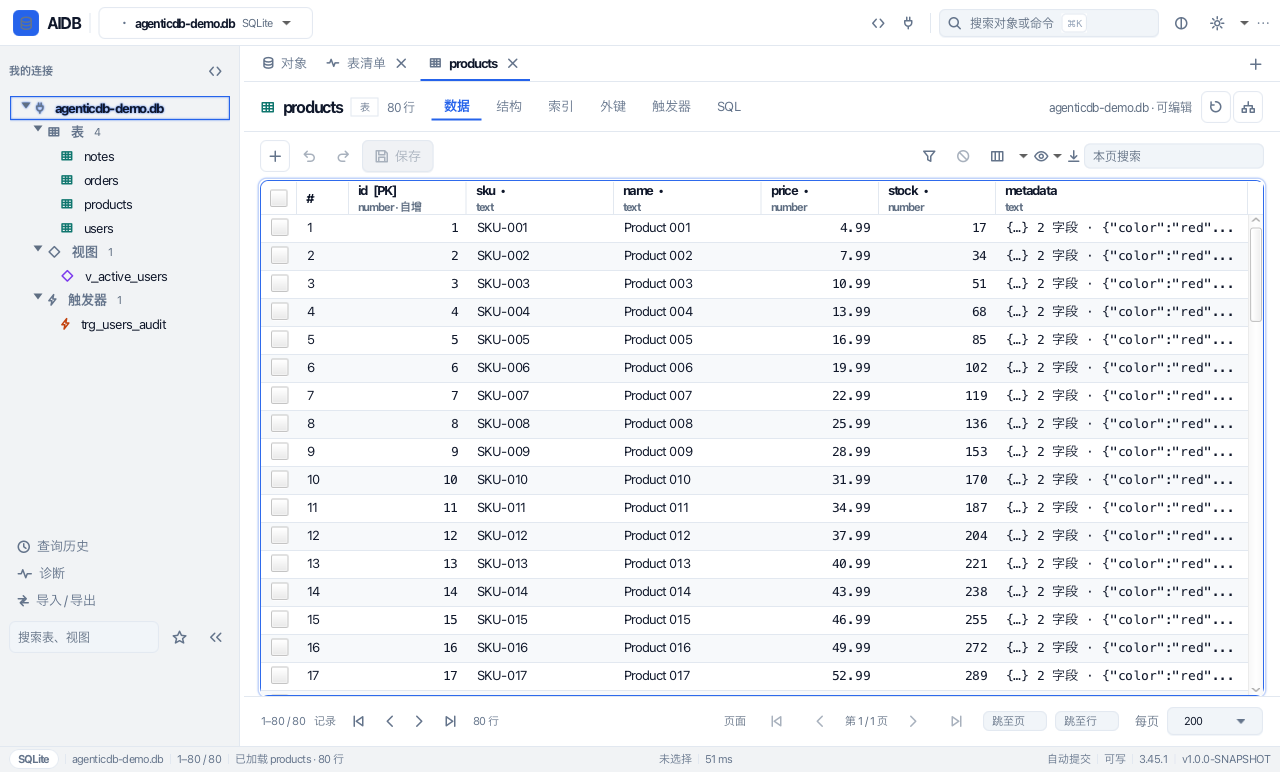 AIDB
agenticdb-demo.db SQLite
搜索对象或命令 ⌘K
我的连接
agenticdb-demo.db
表 4
notes
orders
products
users
视图 1
v_active_users
触发器 1
trg_users_audit
查询历史
诊断
导入 / 导出
搜索表、视图
对象 表清单 products
products 表 80 行 数据 结构 索引 外键 触发器 SQL agenticdb-demo.db · 可编辑
保存 本页搜索
# id [PK] sku • name • price • stock • metadata
number · 自增 text text number number text
1 1 SKU-001 Product 001 4.99 17 {…} 2 字段 · {"color":"red"...
2 2 SKU-002 Product 002 7.99 34 {…} 2 字段 · {"color":"red"...
3 3 SKU-003 Product 003 10.99 51 {…} 2 字段 · {"color":"red"...
4 4 SKU-004 Product 004 13.99 68 {…} 2 字段 · {"color":"red"...
5 5 SKU-005 Product 005 16.99 85 {…} 2 字段 · {"color":"red"...
6 6 SKU-006 Product 006 19.99 102 {…} 2 字段 · {"color":"red"...
7 7 SKU-007 Product 007 22.99 119 {…} 2 字段 · {"color":"red"...
8 8 SKU-008 Product 008 25.99 136 {…} 2 字段 · {"color":"red"...
9 9 SKU-009 Product 009 28.99 153 {…} 2 字段 · {"color":"red"...
10 10 SKU-010 Product 010 31.99 170 {…} 2 字段 · {"color":"red"...
11 11 SKU-011 Product 011 34.99 187 {…} 2 字段 · {"color":"red"...
12 12 SKU-012 Product 012 37.99 204 {…} 2 字段 · {"color":"red"...
13 13 SKU-013 Product 013 40.99 221 {…} 2 字段 · {"color":"red"...
14 14 SKU-014 Product 014 43.99 238 {…} 2 字段 · {"color":"red"...
15 15 SKU-015 Product 015 46.99 255 {…} 2 字段 · {"color":"red"...
16 16 SKU-016 Product 016 49.99 272 {…} 2 字段 · {"color":"red"...
17 17 SKU-017 Product 017 52.99 289 {…} 2 字段 · {"color":"red"...
1–80 / 80 记录 80 行 页面 第 1 / 1 页 跳至页 跳至行 每页 200
SQLite agenticdb-demo.db 1–80 / 80 已加载 products · 80 行 未选择 51 ms 自动提交 可写 3.45.1 v1.0.0-SNAPSHOT